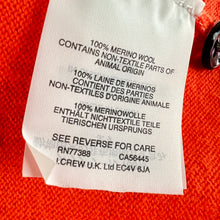 100% MERINO WOOL
CONTAINS NON-TEXTILE PARTS OF
ANIMAL ORIGIN
100% LAINE DE MERINOS
CONTIENT DES PARTIES
NON-TEXTILES D'ORIGINE ANIMALE
100% MERINOWOLLE
ENTHÄLT NICHTTEXTILE TEILE
TIERISCHEN URSPRUNGS
SEE REVERSE FOR CARE
RN77388 CA56445
J.CREW U.K Ltd EC4V 6JA